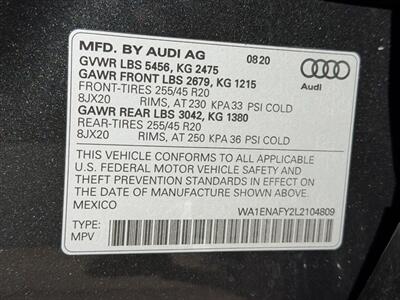 MFD. BY AUDI AG 08 20
GVWR LBS 5456, KG 2475
GAWR FRONT LBS 2679, KG 1215
FRONT-TIRES 255/45 R20
8JX20 RIMS, AT 230 KPA 33 PSI COLD
GAWR REAR LBS 3042, KG 1380
REAR-TIRES 255/45 R20
8JX20 RIMS, AT 250 KPA 36 PSI COLD
Audi
THIS VEHICLE CONFORMS TO ALL APPLICABLE
U.S. FEDERAL MOTOR VEHICLE SAFETY AND
THEFT PREVENTION STANDARDS IN EFFECT ON
THE DATE OF MANUFACTURE SHOWN ABOVE.
MEXICO
WA1ENAFY2L2104809
TYPE:
MPV